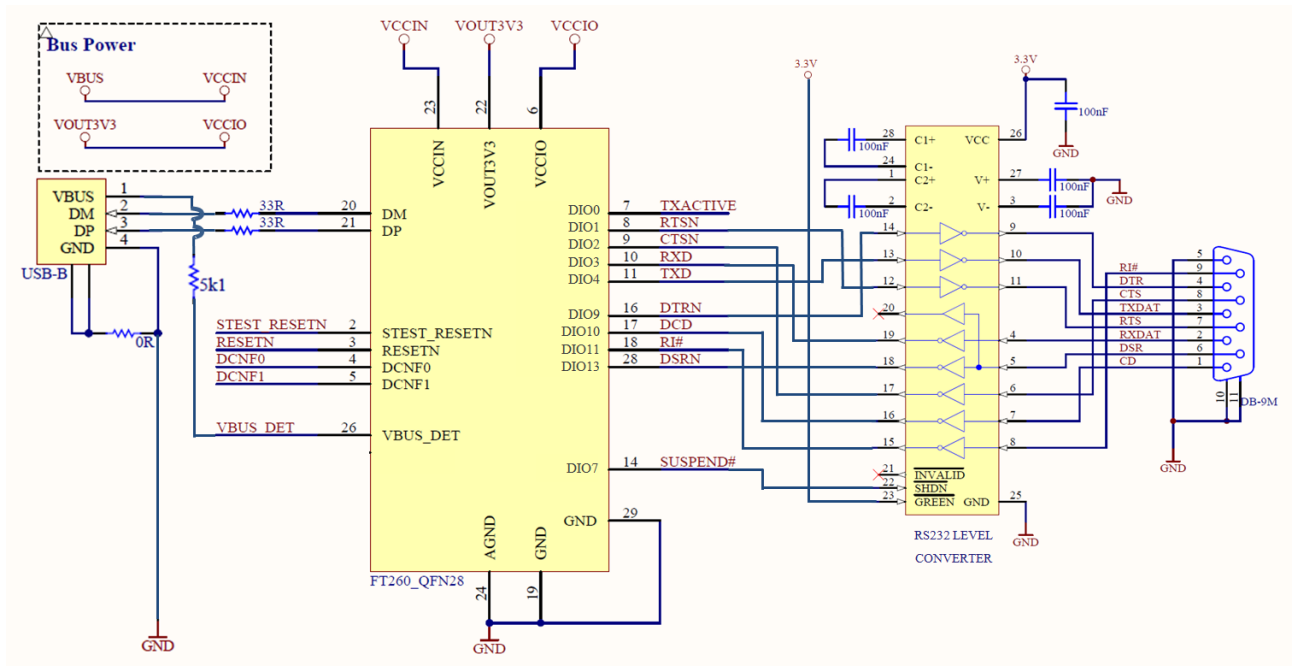 Bus Power
VBUS VCCIN
VOUT3V3 VCCIO
VCCIN VOUT3V3 VCCIO
23 22 6
VCCIN VOUT3V3 VCCIO
VBUS 1
DM 2
DP 3
GND 4
USB-B
33R
33R
5k1
0R
GND
20 DM
21 DP
STEST_RESETN 2 STEST_RESETN
RESETN 3 RESETN
DCNF0 4 DCNF0
DCNF1 5 DCNF1
VBUS_DET 26 VBUS_DET
DIO0 7 TXACTIVE
DIO1 8 RTSN
DIO2 9 CTSN
DIO3 10 RXD
DIO4 11 TXD
DIO9 16 DTRN
DIO10 17 DCD
DIO11 18 RI#
DIO13 28 DSRN
DIO7 14 SUSPEND#
GND 29
AGND GND
24 19
FT260_QFN28
GND
3.3V
3.3V
100nF
GND
100nF
28 C1+ VCC 26
24 C1-
1 C2+ V+ 27
100nF
2 C2- V- 3
100nF
100nF
GND
14 9
13 10
12 11
20
19 4
18 5
17 6
16 7
15 8
21 INVALID
22 SHDN
23 GREEN GND 25
RS232 LEVEL
CONVERTER
GND
5
RI# 9
DTR 4
CTS 8
TXDAT 3
RTS 7
RXDAT 2
DSR 6
CD 1
10 11
DB-9M
GND